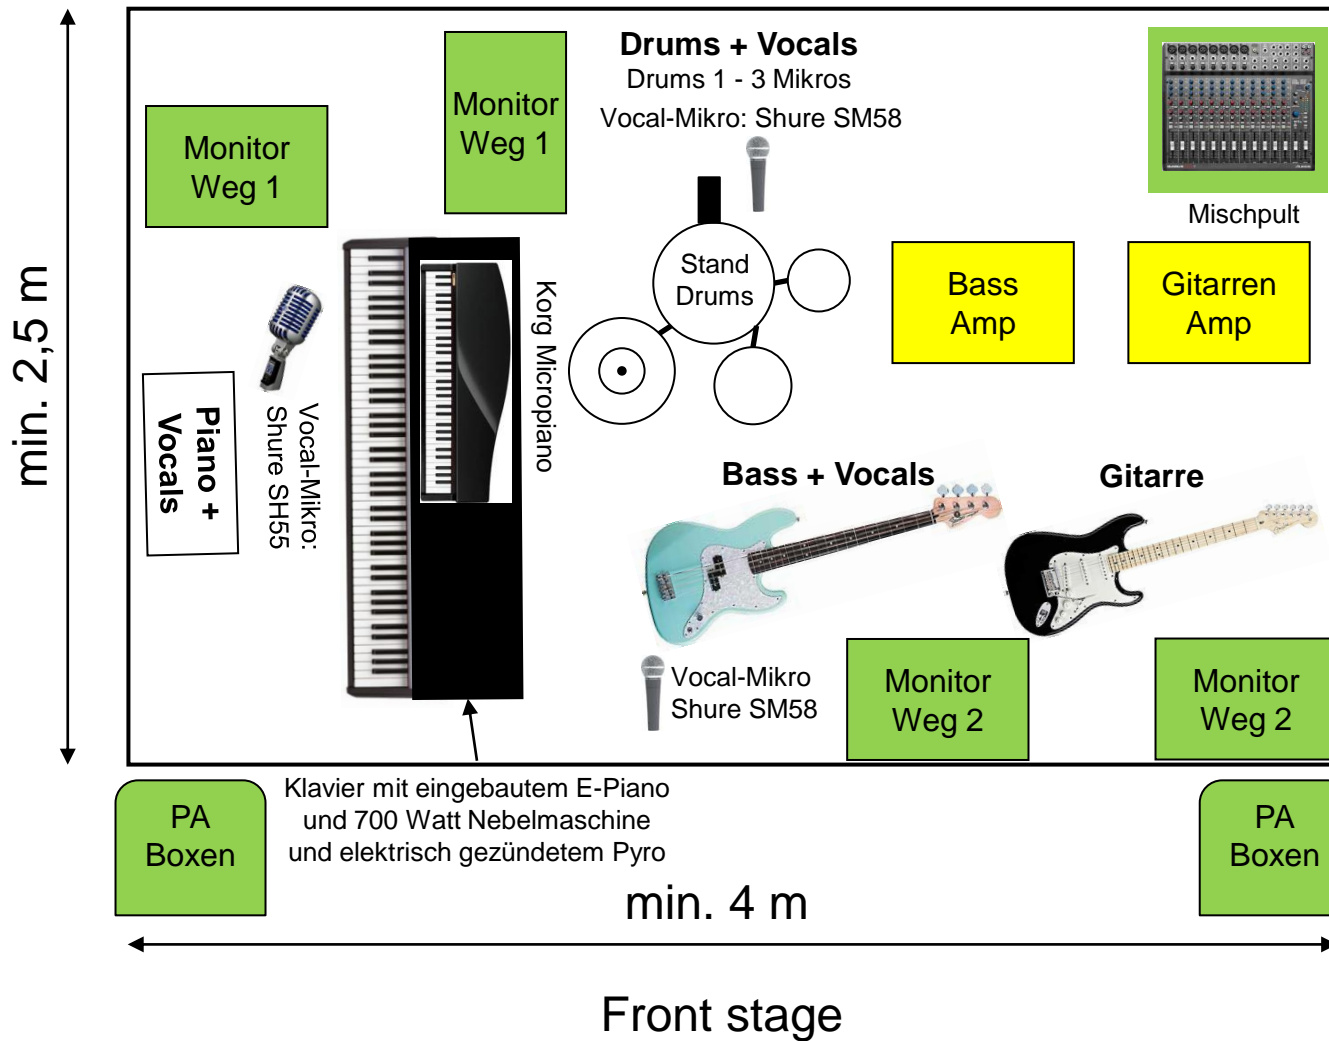 Drums + Vocals
Drums 1 - 3 Mikros
Vocal-Mikro: Shure SM58
Monitor
Weg 1
Monitor
Weg 1
Mischpult
Stand
Drums
Bass
Amp
Gitarren
Amp
Korg Micropiano
min. 2,5 m
Piano +
Vocals
Vocal-Mikro:
Shure SH55
Bass + Vocals
Gitarre
Vocal-Mikro
Shure SM58
Monitor
Weg 2
Monitor
Weg 2
PA
Boxen
Klavier mit eingebautem E-Piano
und 700 Watt Nebelmaschine
und elektrisch gezündetem Pyro
PA
Boxen
min. 4 m
Front stage